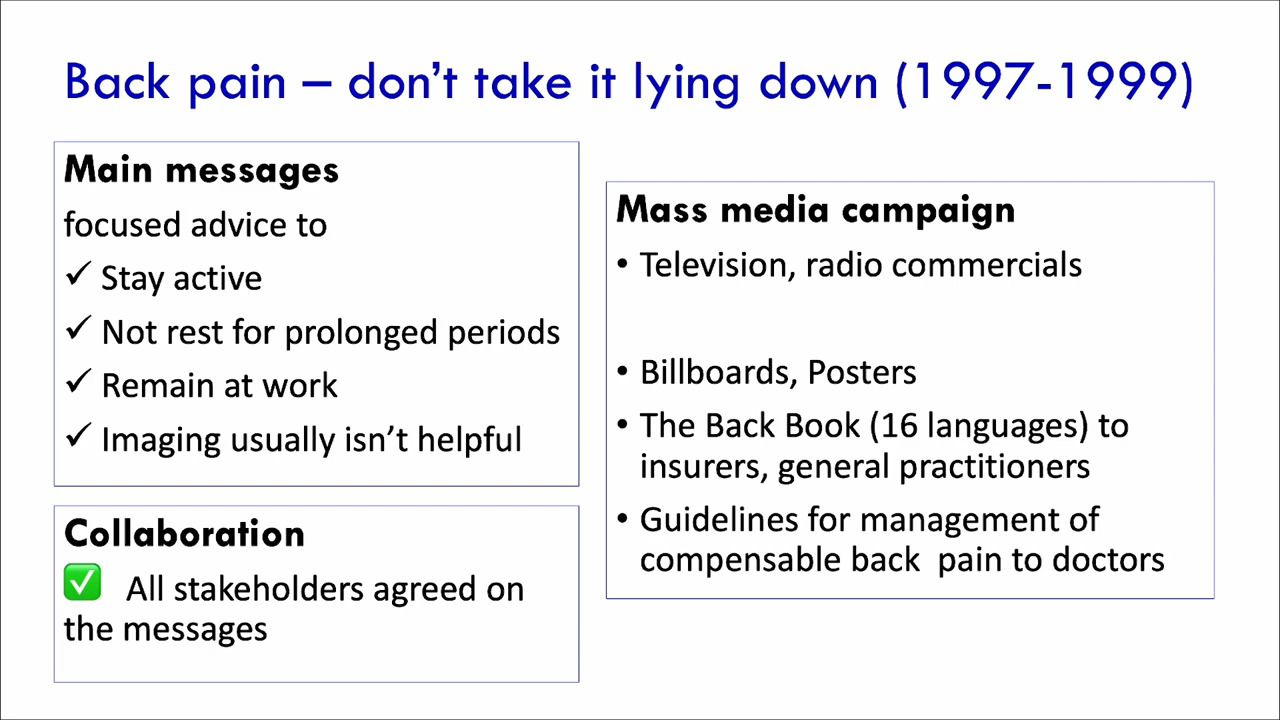 Back pain – don’t take it lying down (1997-1999)
Main messages
focused advice to
✓ Stay active
✓ Not rest for prolonged periods
✓ Remain at work
✓ Imaging usually isn’t helpful
Collaboration
✅ All stakeholders agreed on
the messages
Mass media campaign
• Television, radio commercials
• Billboards, Posters
• The Back Book (16 languages) to
insurers, general practitioners
• Guidelines for management of
compensable back  pain to doctors